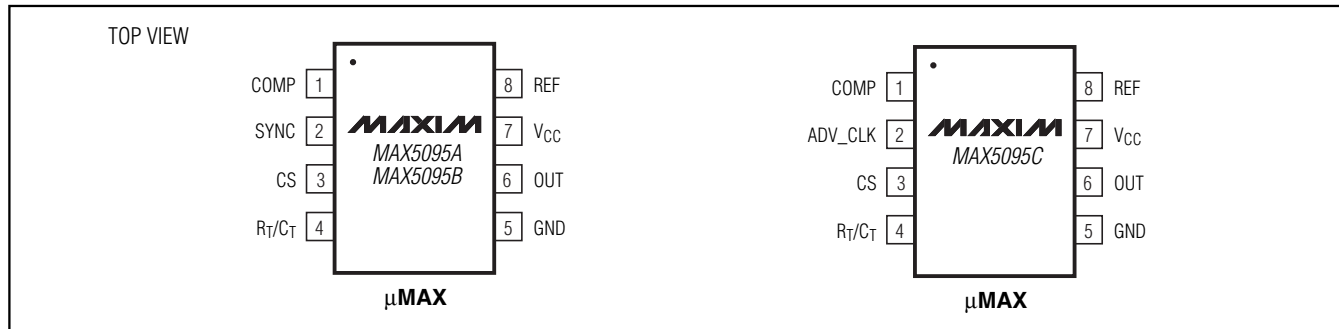 TOP VIEW
COMP 1
SYNC 2
CS 3
RT/CT 4
MAXIM
MAX5095A
MAX5095B
8 REF
7 VCC
6 OUT
5 GND
µMAX
COMP 1
ADV_CLK 2
CS 3
RT/CT 4
MAXIM
MAX5095C
8 REF
7 VCC
6 OUT
5 GND
µMAX